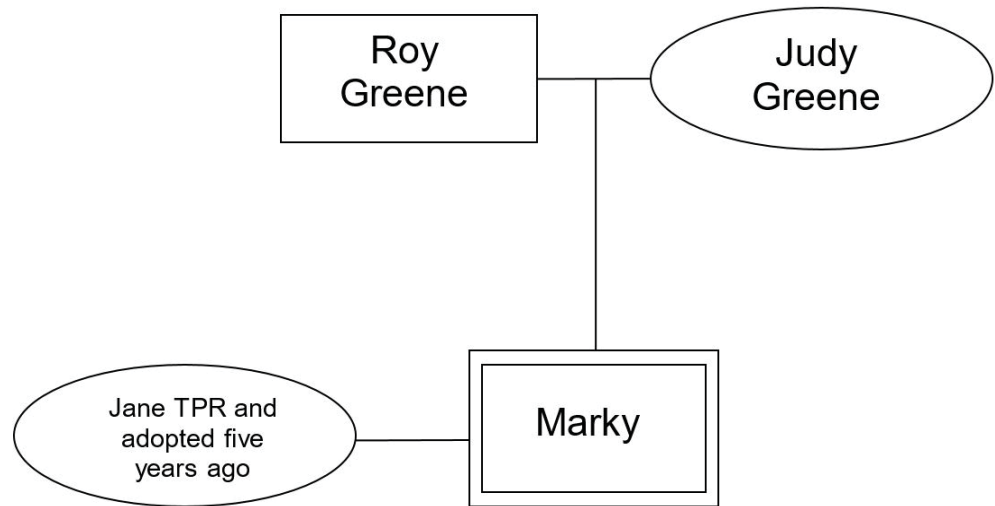 Roy
Greene
Judy
Greene
Jane TPR and
adopted five
years ago
Marky